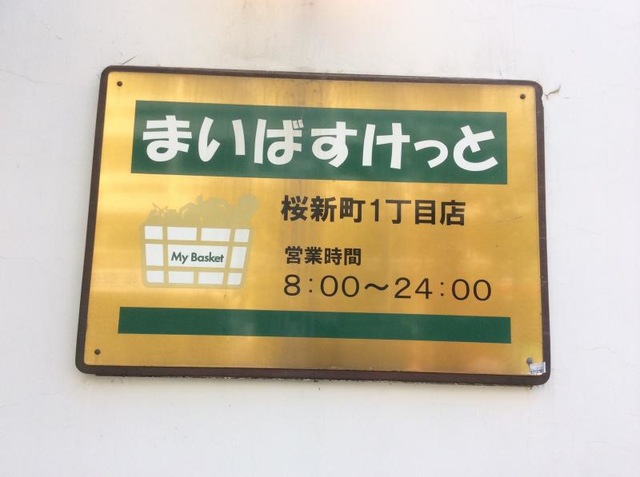 まいばすけっと
桜新町1丁目店
My Basket
営業時間
8:00〜24:00